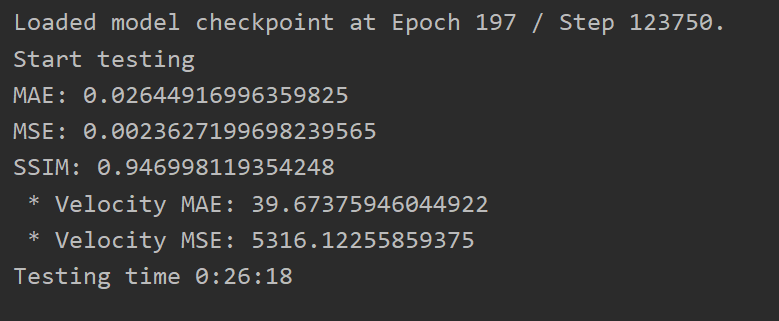 Loaded model checkpoint at Epoch 197 / Step 123750.
Start testing
MAE: 0.02644916996359825
MSE: 0.0023627199698239565
SSIM: 0.946998119354248
 * Velocity MAE: 39.67375946044922
 * Velocity MSE: 5316.12255859375
Testing time 0:26:18